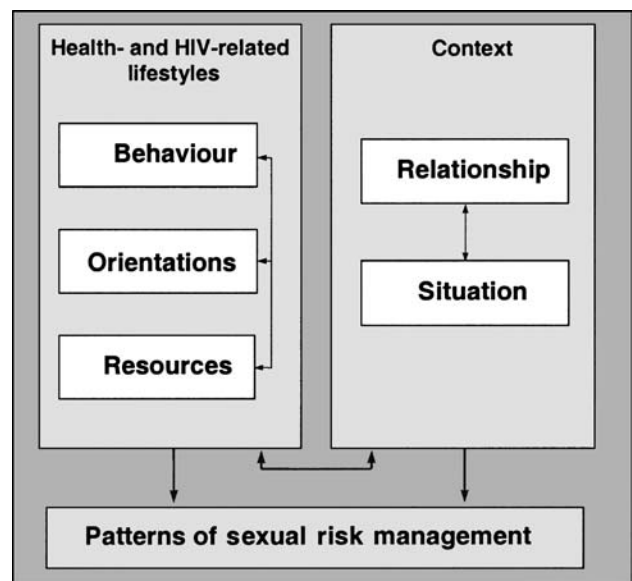 Health- and HIV-related
lifestyles
Behaviour
Orientations
Resources
Context
Relationship
Situation
Patterns of sexual risk management